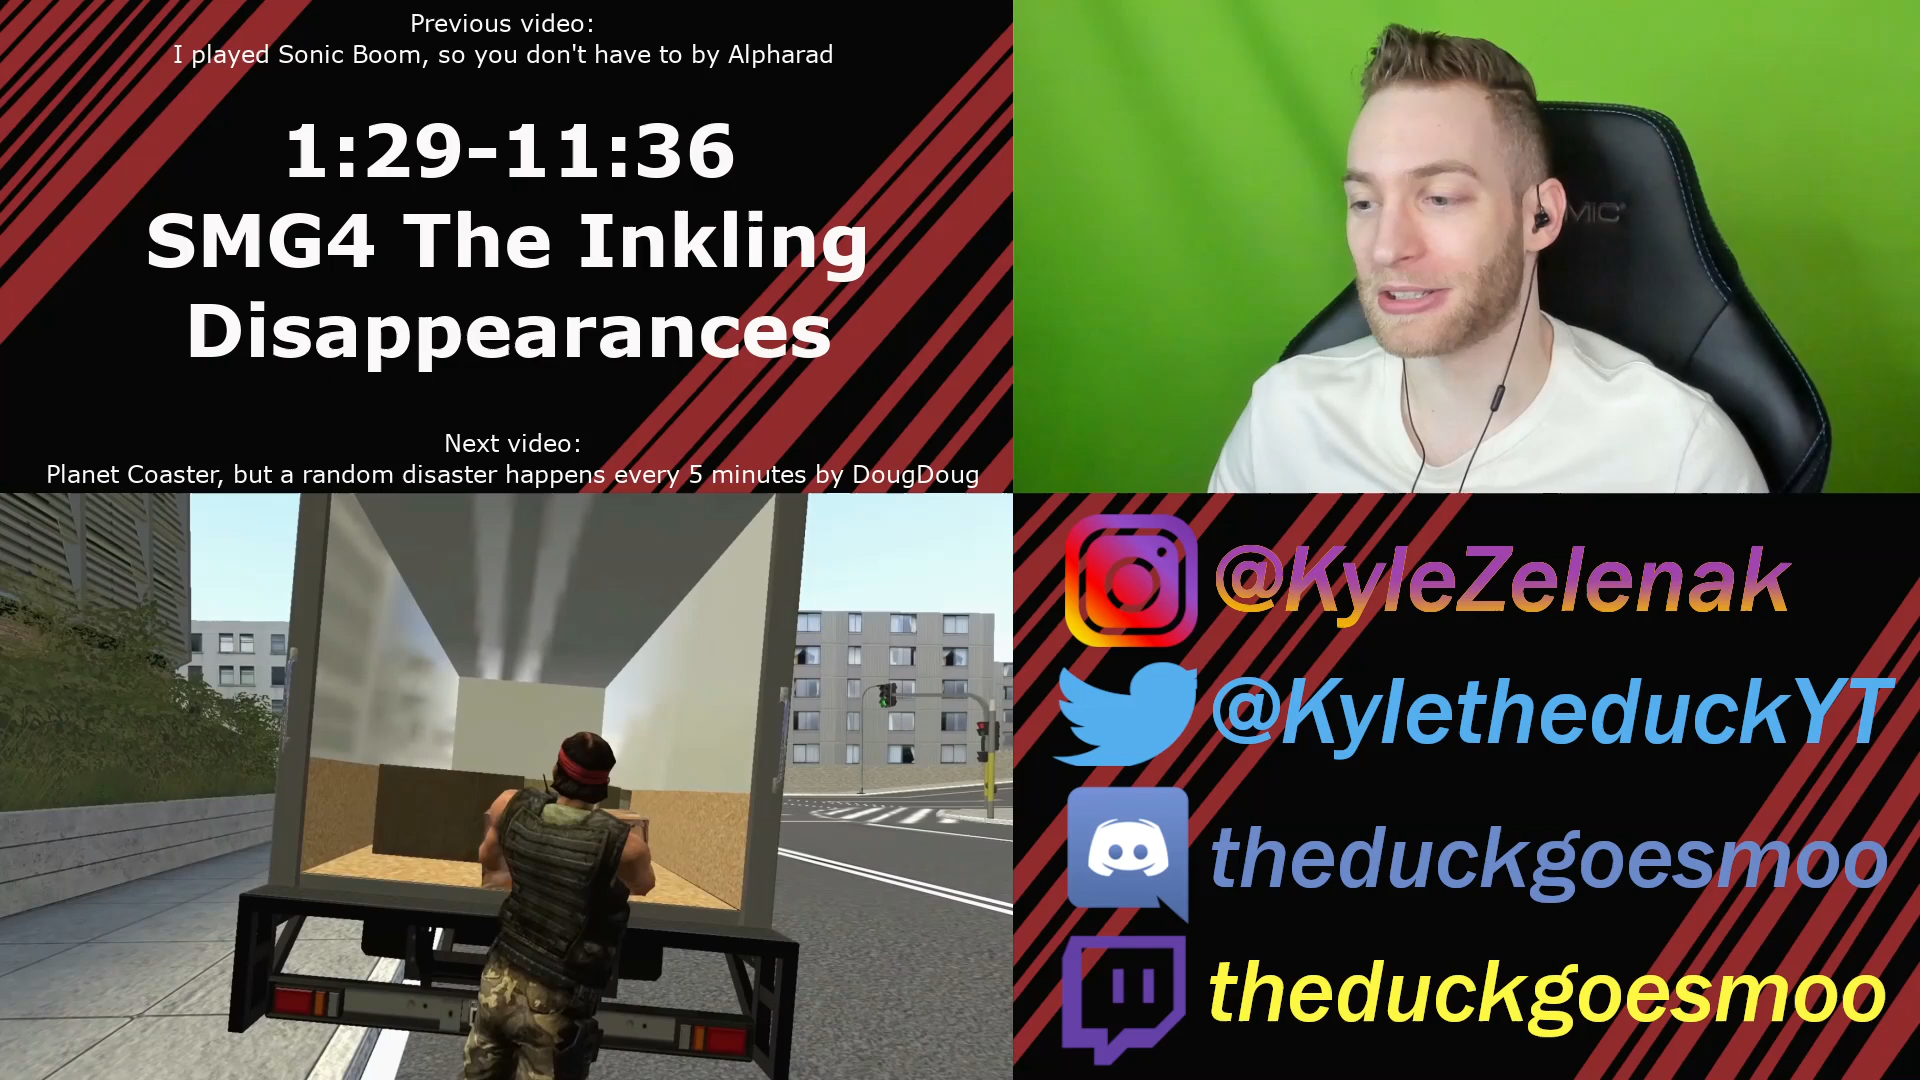 Previous video:
I played Sonic Boom, so you don't have to by Alpharad
1:29-11:36
SMG4 The Inkling
Disappearances
Next video:
Planet Coaster, but a random disaster happens every 5 minutes by DougDoug
MIC
@KyleZelenak
@KyletheduckYT
theduckgoesmoo
theduckgoesmoo